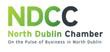 NDCC
North Dublin Chamber
On the Pulse of Business in North Dublin